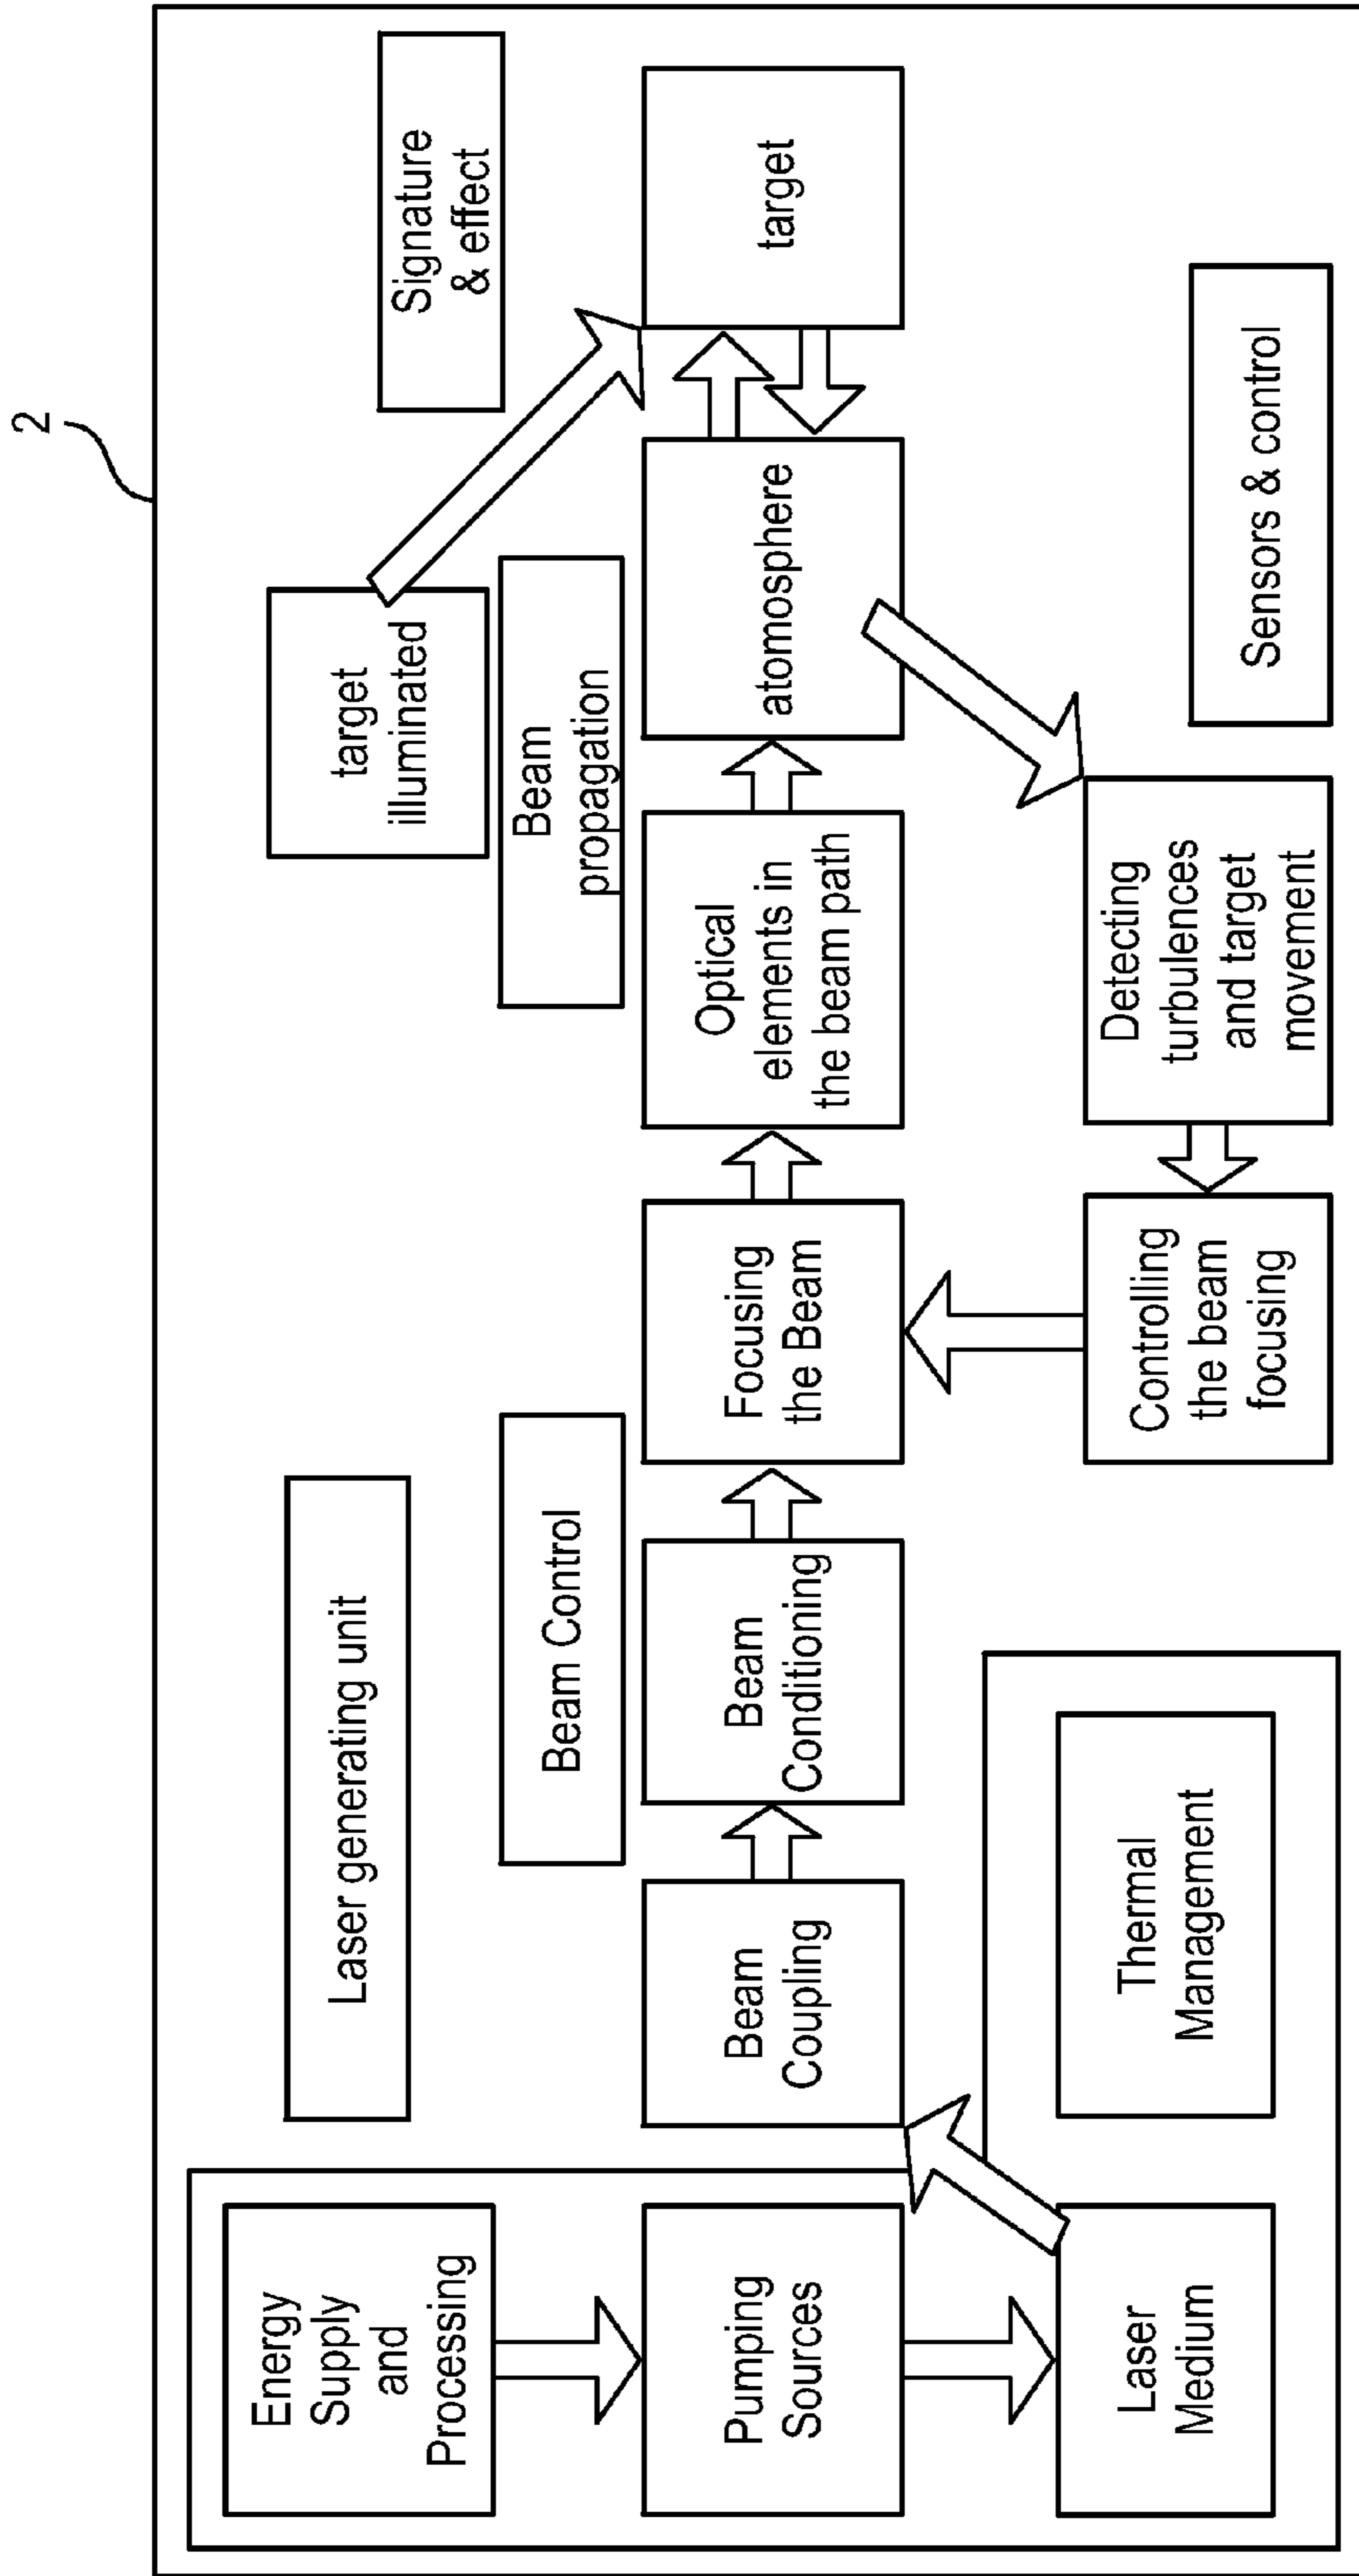 2
Energy
Supply
and
Processing
Pumping
Sources
Laser
Medium
Thermal
Management
Laser generating unit
Beam Control
Beam
Coupling
Beam
Conditioning
Focusing
the Beam
Controlling
the beam
focusing
Optical
elements in
the beam path
Beam
propagation
target
illuminated
atomosphere
Detecting
turbulences
and target
movement
Signature
& effect
target
Sensors & control